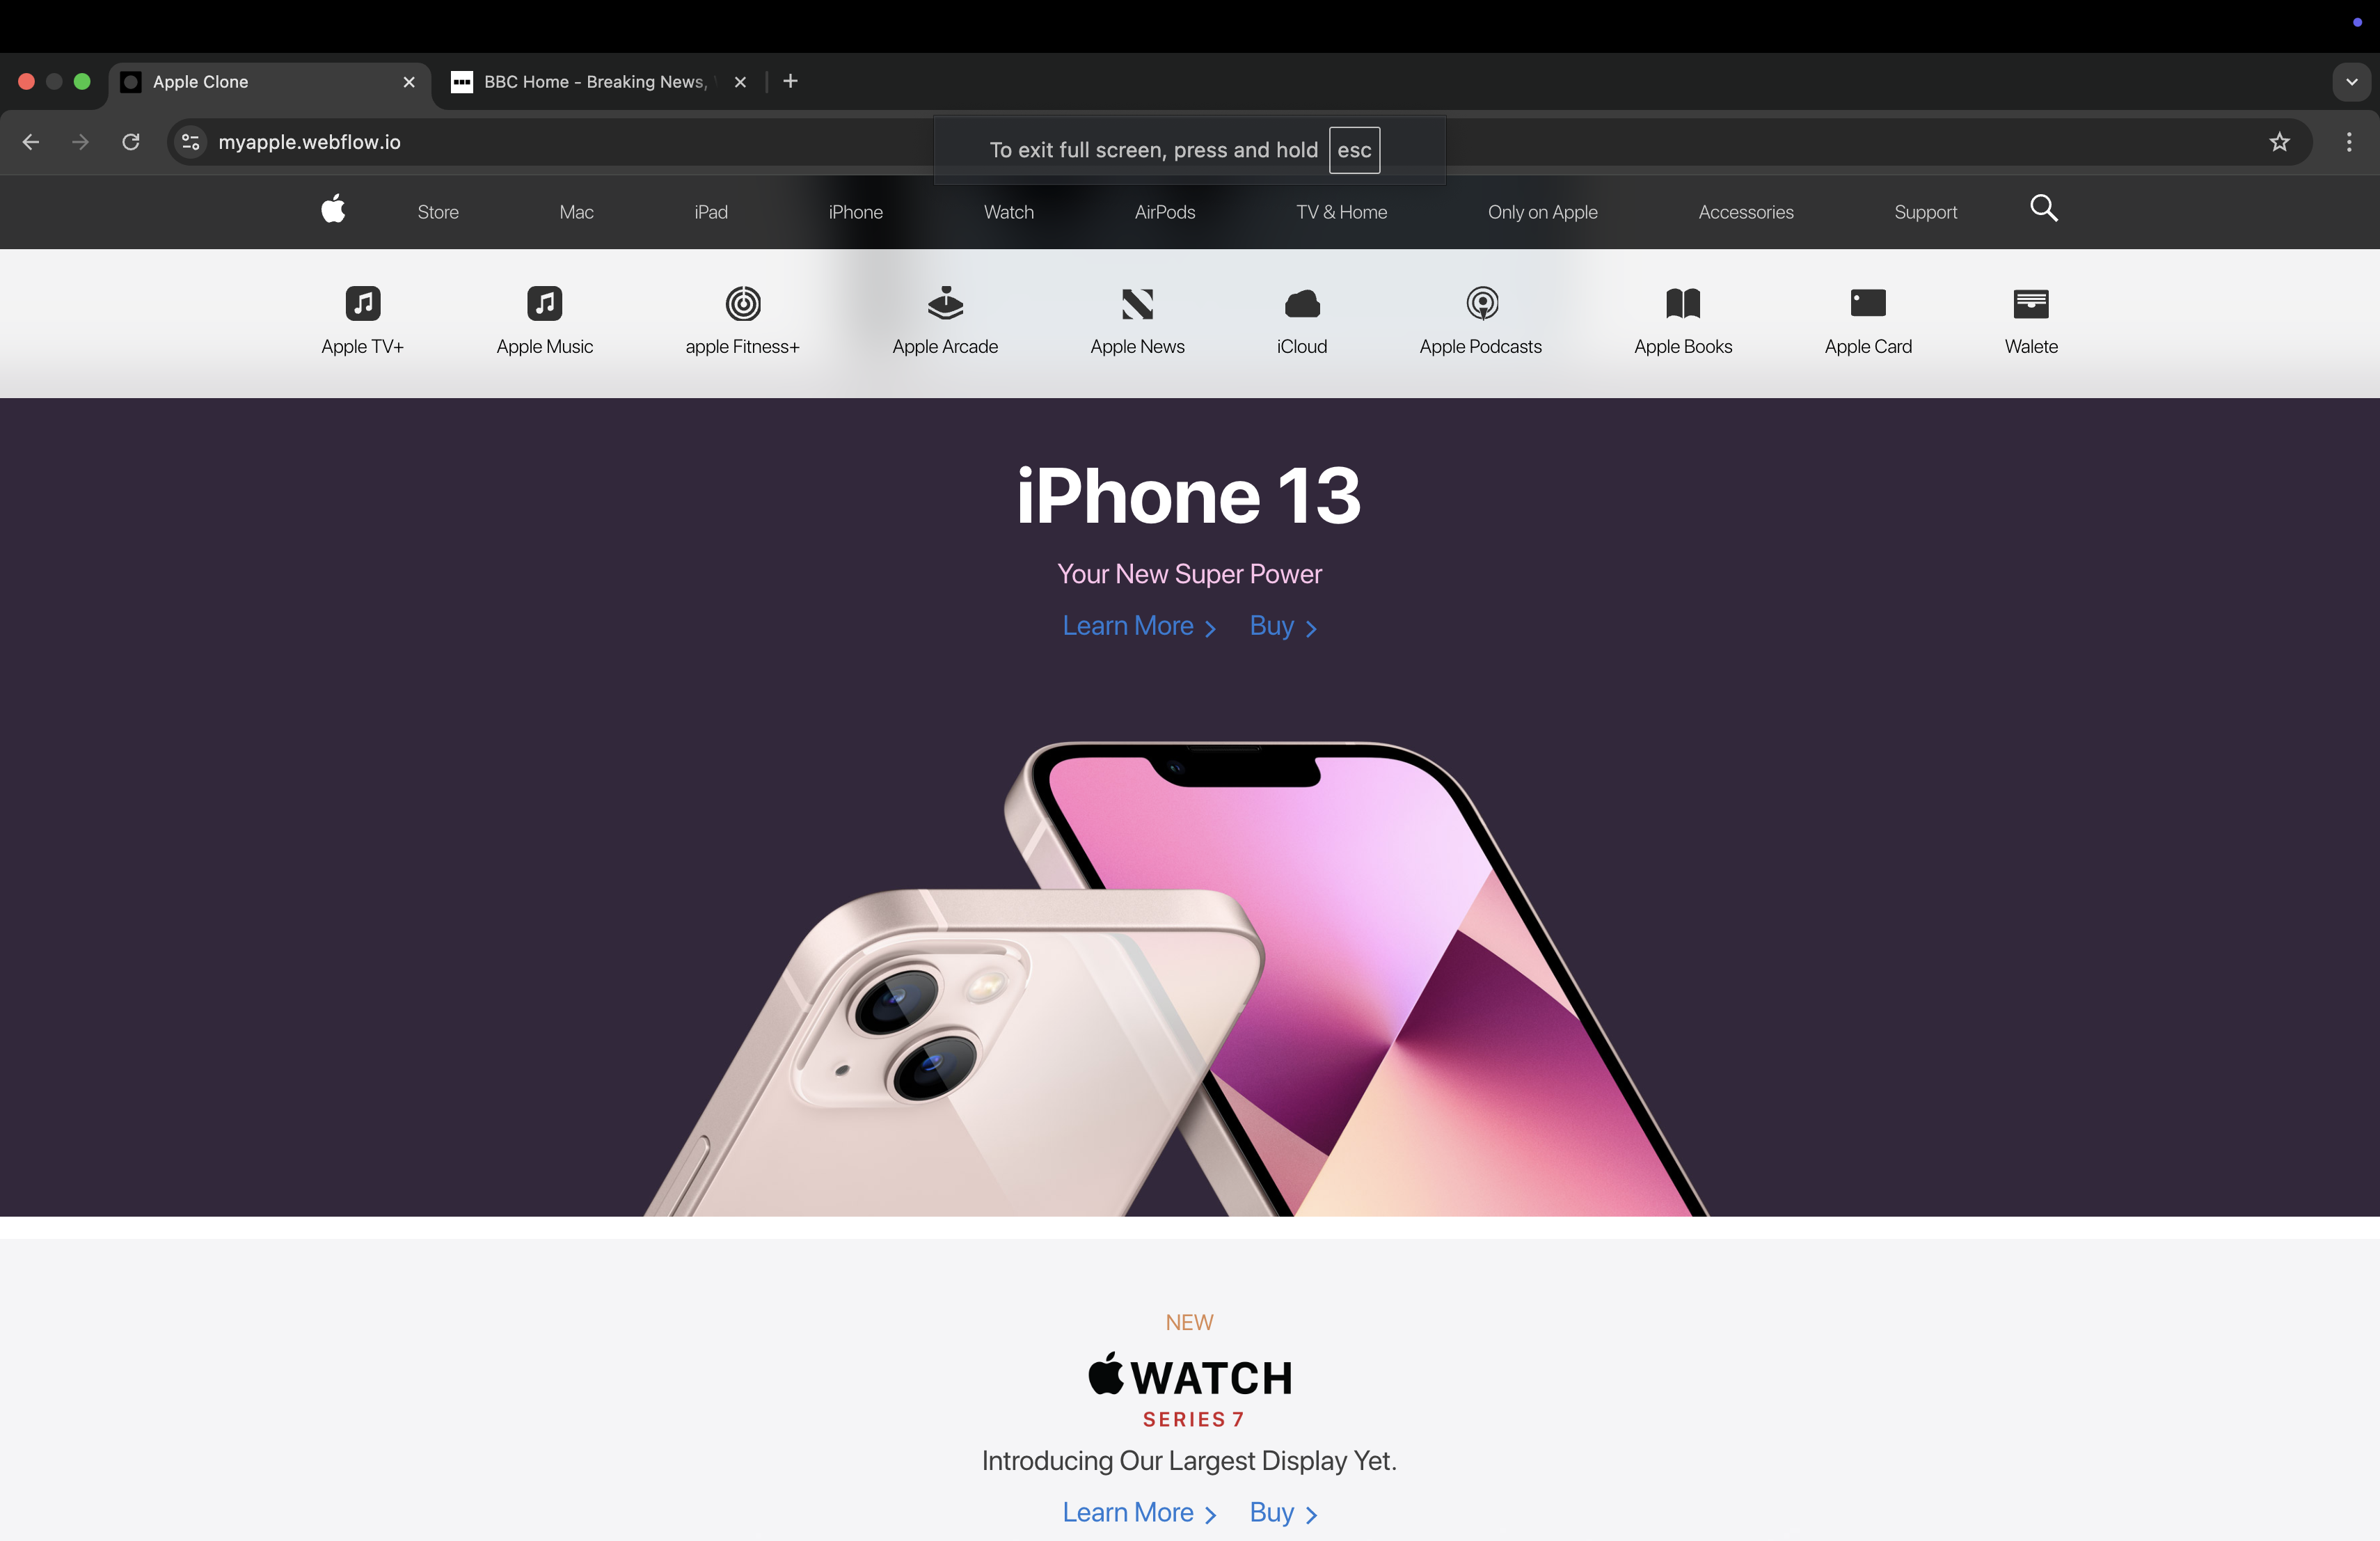 Apple Clone
BBC Home - Breaking News,
myapple.webflow.io
To exit full screen, press and hold esc
Store Mac iPad iPhone Watch AirPods TV & Home Only on Apple Accessories Support
Apple TV+ Apple Music apple Fitness+ Apple Arcade Apple News iCloud Apple Podcasts Apple Books Apple Card Walete
iPhone 13
Your New Super Power
Learn More Buy
NEW
WATCH
SERIES 7
Introducing Our Largest Display Yet.
Learn More Buy